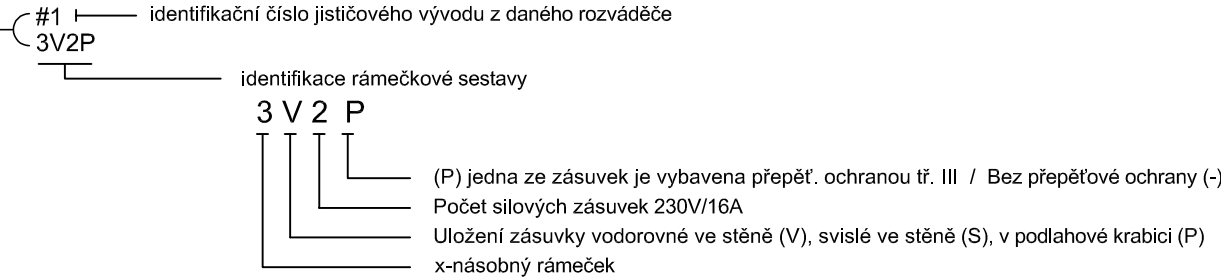 #1 identifikační číslo jističového vývodu z daného rozváděče
3V2P
identifikace rámečkové sestavy
3 V 2 P
(P) jedna ze zásuvek je vybavena přepěť. ochranou tř. III / Bez přepěťové ochrany (-)
Počet silových zásuvek 230V/16A
Uložení zásuvky vodorovné ve stěně (V), svislé ve stěně (S), v podlahové krabici (P)
x-násobný rámeček